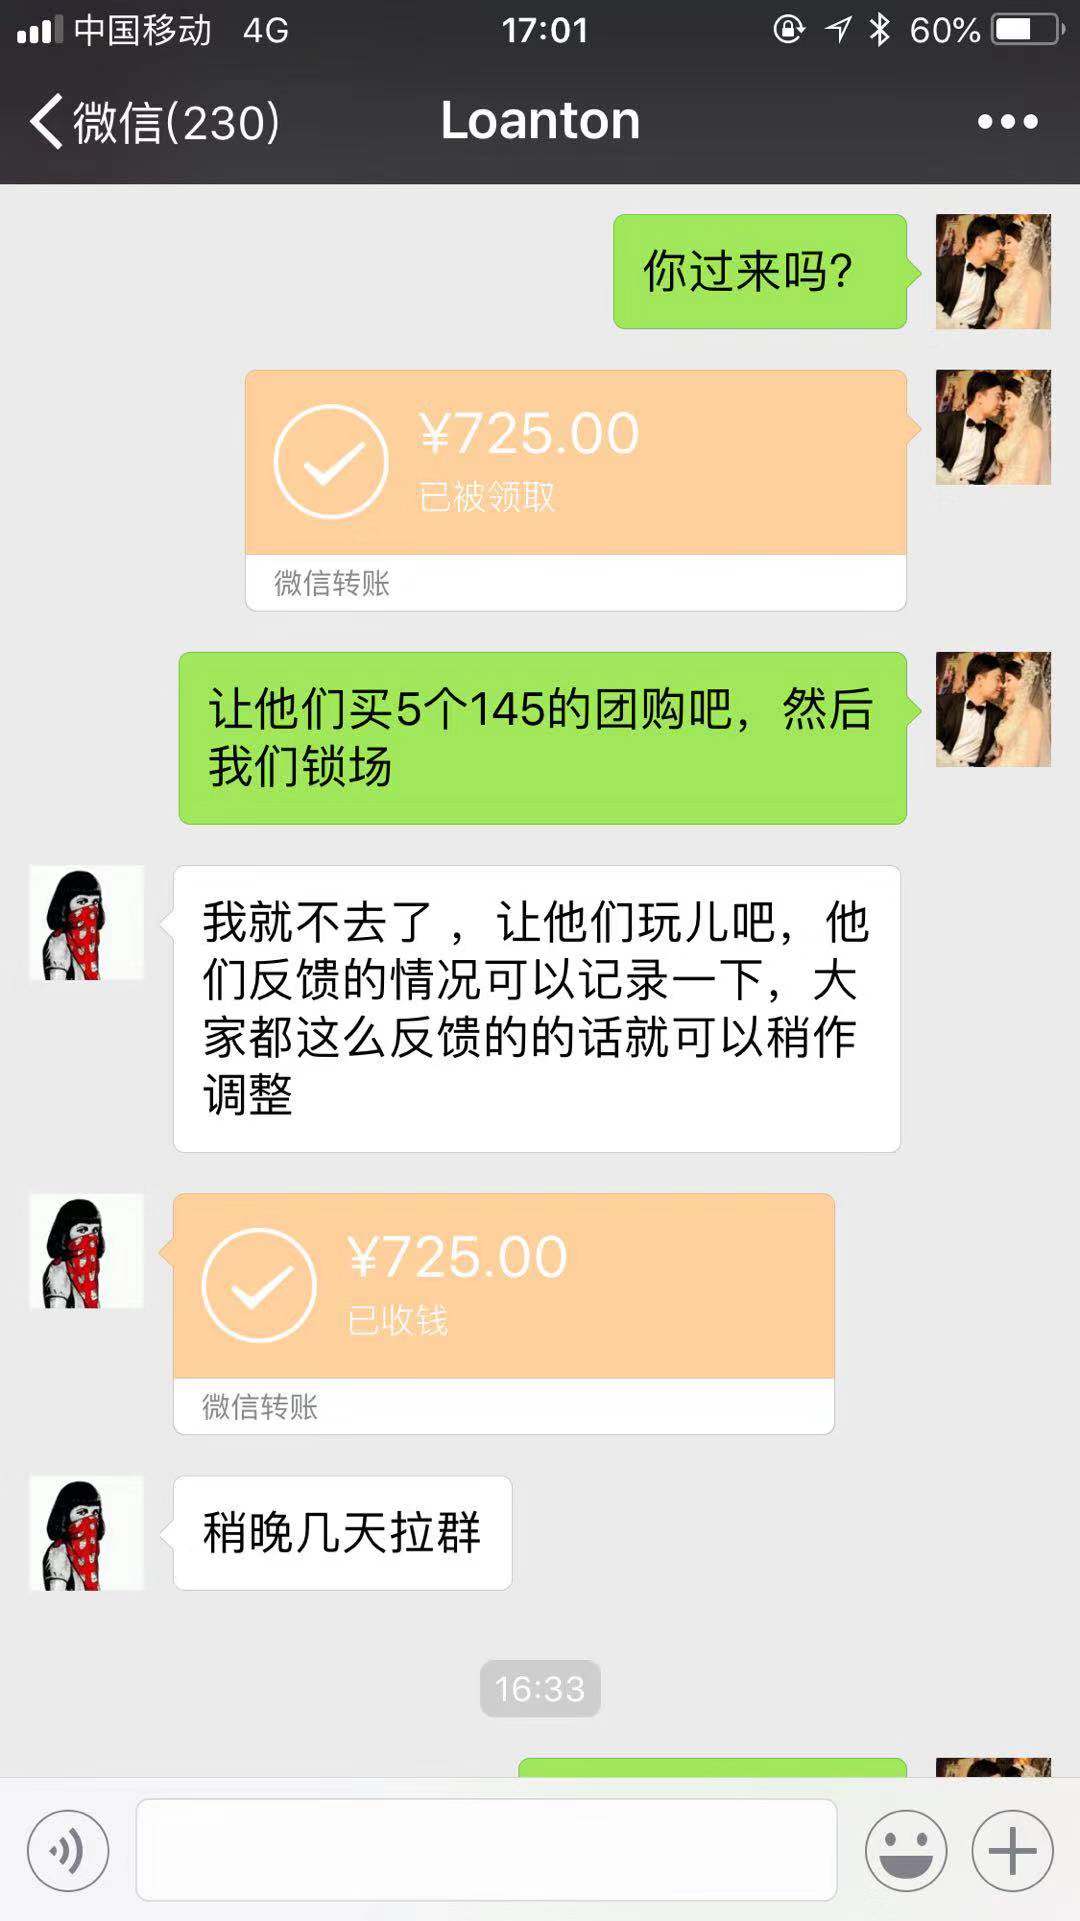 中国移动 4G 17:01 60%
微信(230) Loanton
你过来吗?
¥725.00
已被领取
微信转账
让他们买5个145的团购吧，然后
我们锁场
我就不去了 ，让他们玩儿吧，他
们反馈的情况可以记录一下，大
家都这么反馈的的话就可以稍作
调整
¥725.00
已收钱
微信转账
稍晚几天拉群
16:33